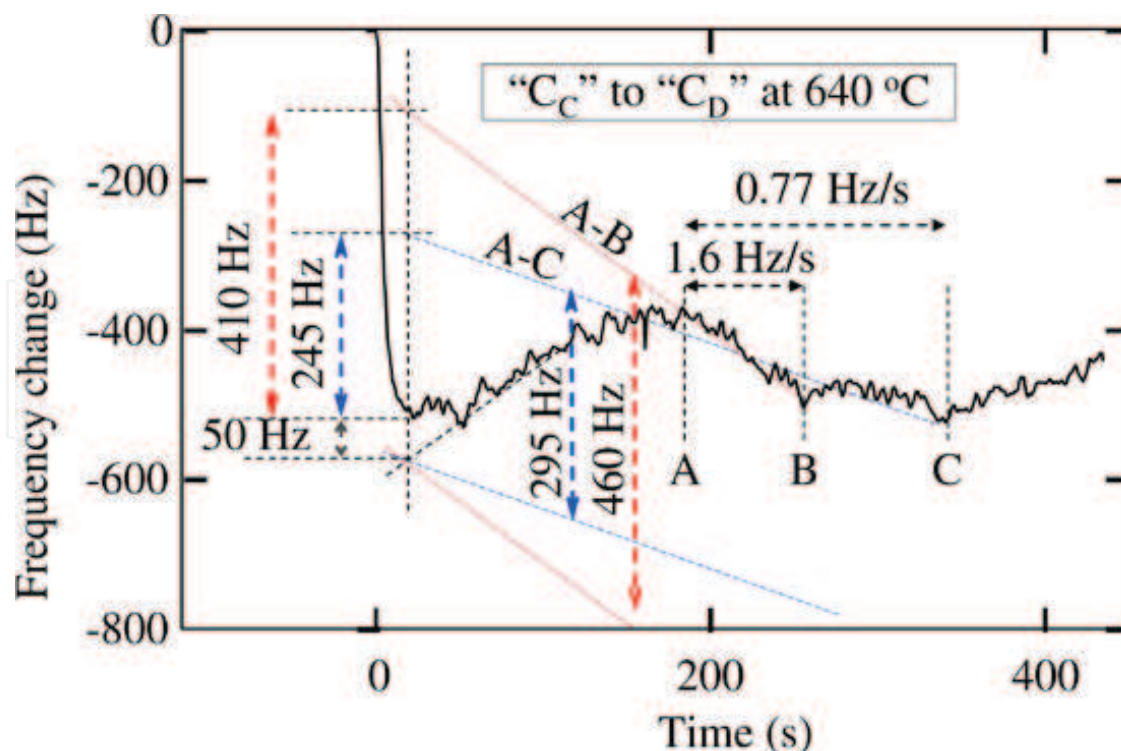 0
-200
-400
-600
-800
Frequency change (Hz)
“C_C” to “C_D” at 640 °C
0.77 Hz/s
1.6 Hz/s
A-B
A-C
410 Hz
245 Hz
50 Hz
295 Hz
460 Hz
A
B
C
0
200
400
Time (s)